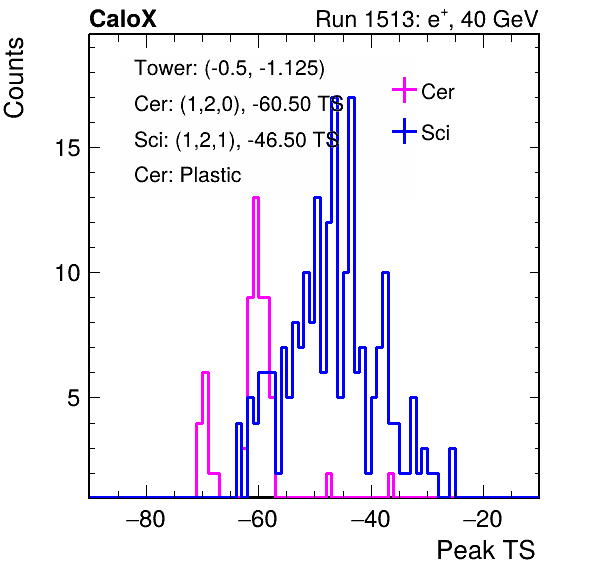 CaloX
Run 1513: e+, 40 GeV
Counts
Tower: (-0.5, -1.125)
Cer: (1,2,0), -60.50 TS
Sci: (1,2,1), -46.50 TS
Cer: Plastic
Cer
Sci
15
10
5
−80
−60
−40
−20
Peak TS